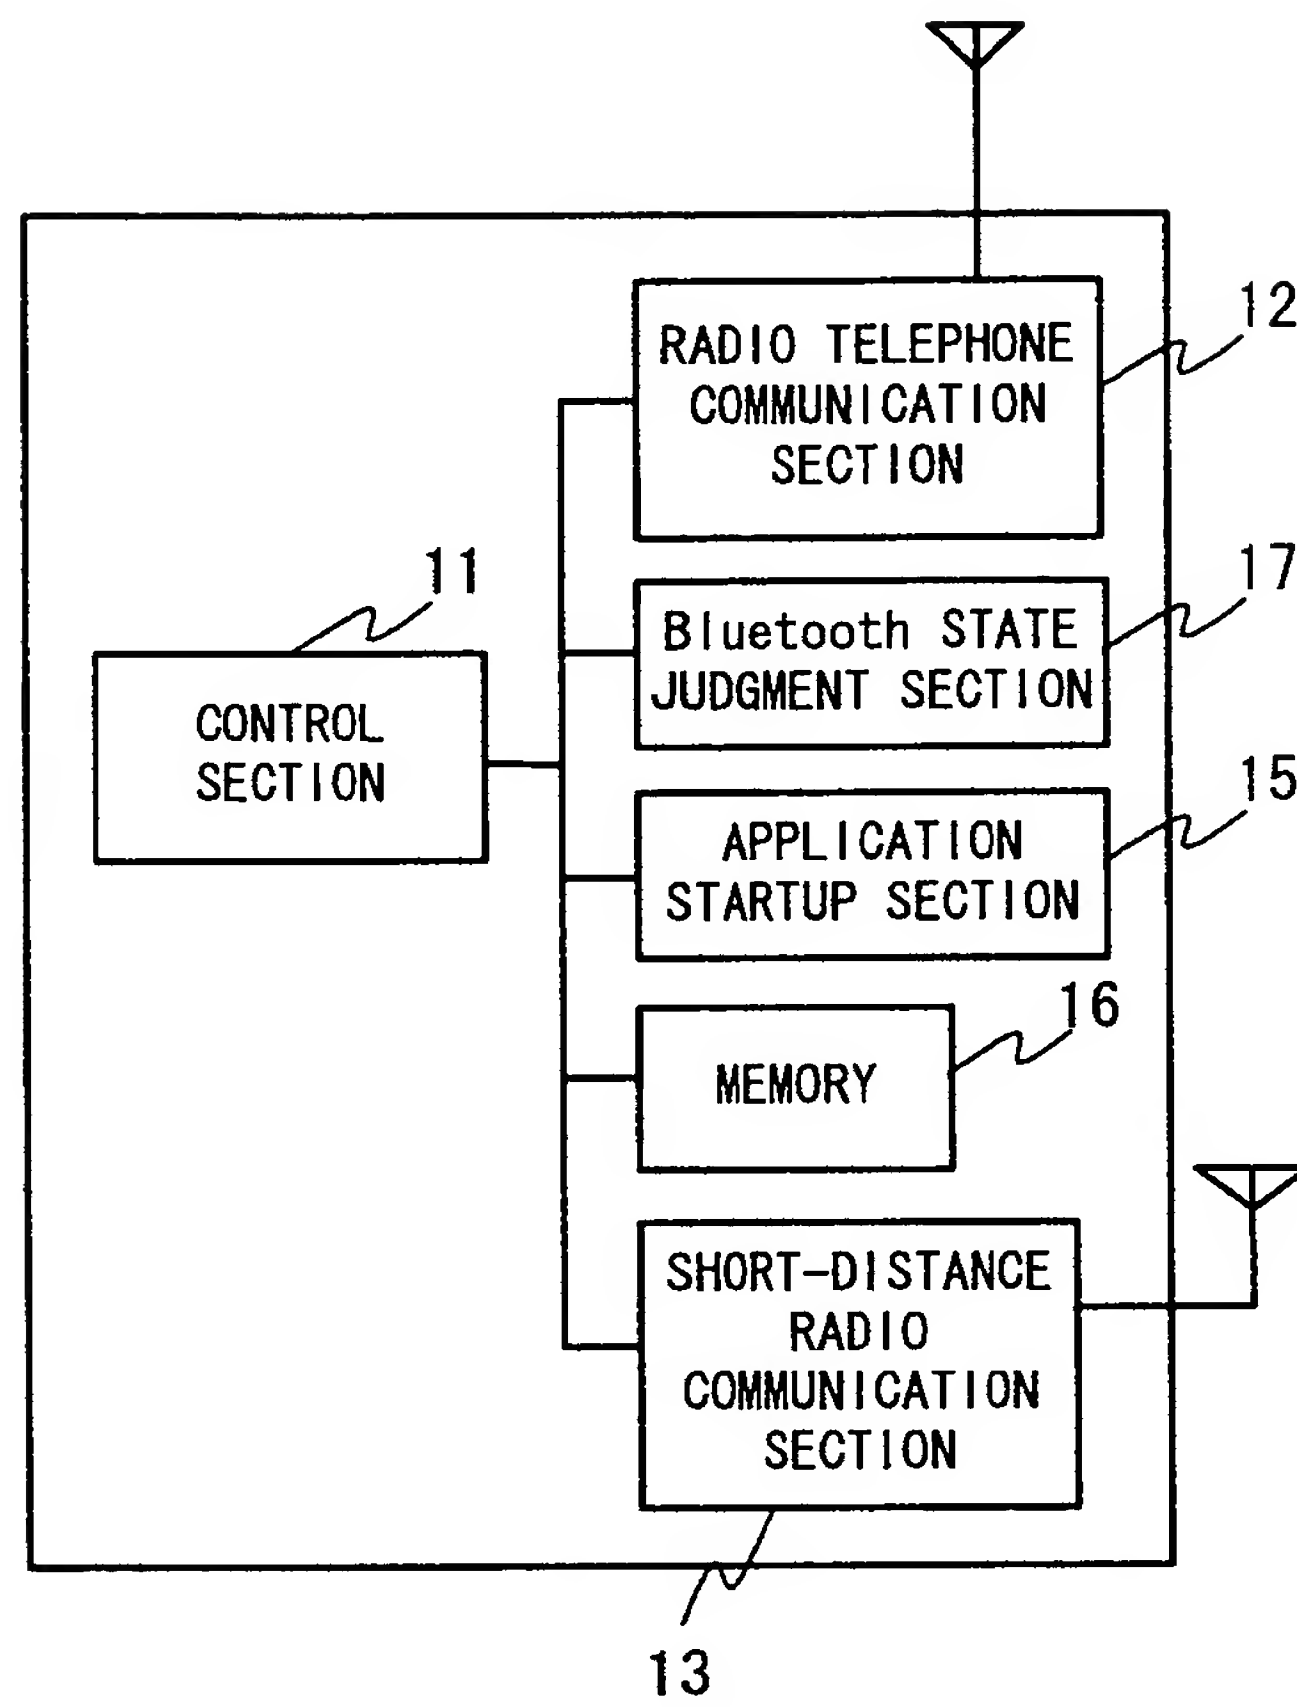 12
RADIO TELEPHONE
COMMUNICATION
SECTION
11
17
Bluetooth STATE
JUDGMENT SECTION
CONTROL
SECTION
15
APPLICATION
STARTUP SECTION
16
MEMORY
SHORT-DISTANCE
RADIO
COMMUNICATION
SECTION
13